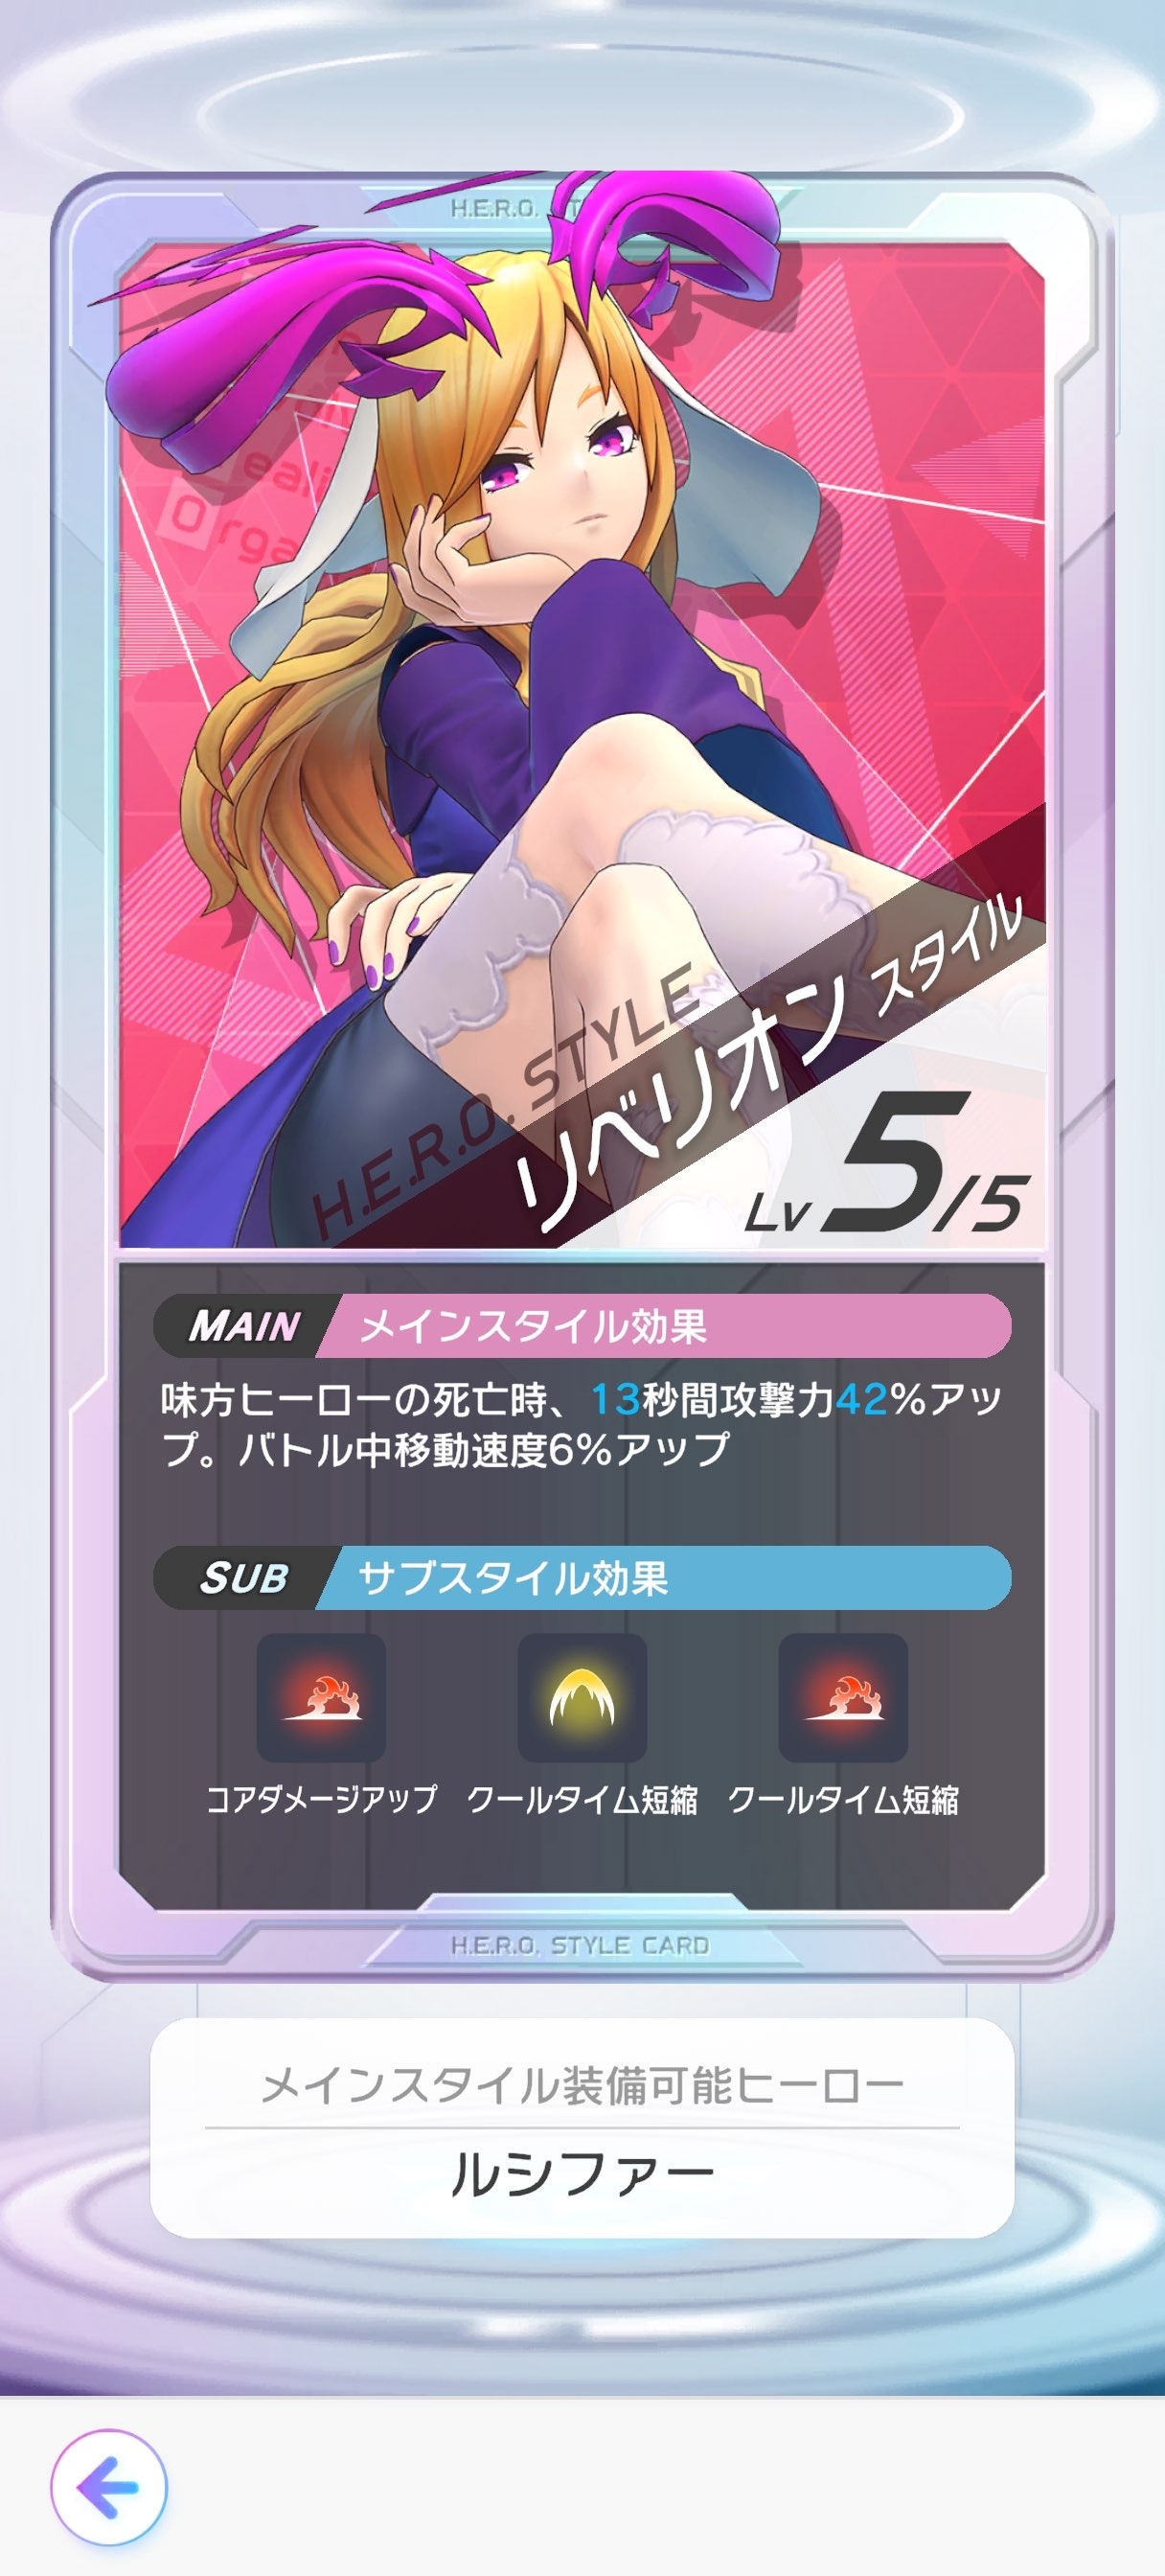 H.E.R.O.
eali
Orga
H.E.R.O. STYLE
リベリオンスタイル
Lv 5/5
MAIN メインスタイル効果
味方ヒーローの死亡時、13秒間攻撃力42%アッ
プ。バトル中移動速度6%アップ
SUB サブスタイル効果
コアダメージアップ クールタイム短縮 クールタイム短縮
H.E.R.O. STYLE CARD
メインスタイル装備可能ヒーロー
ルシファー